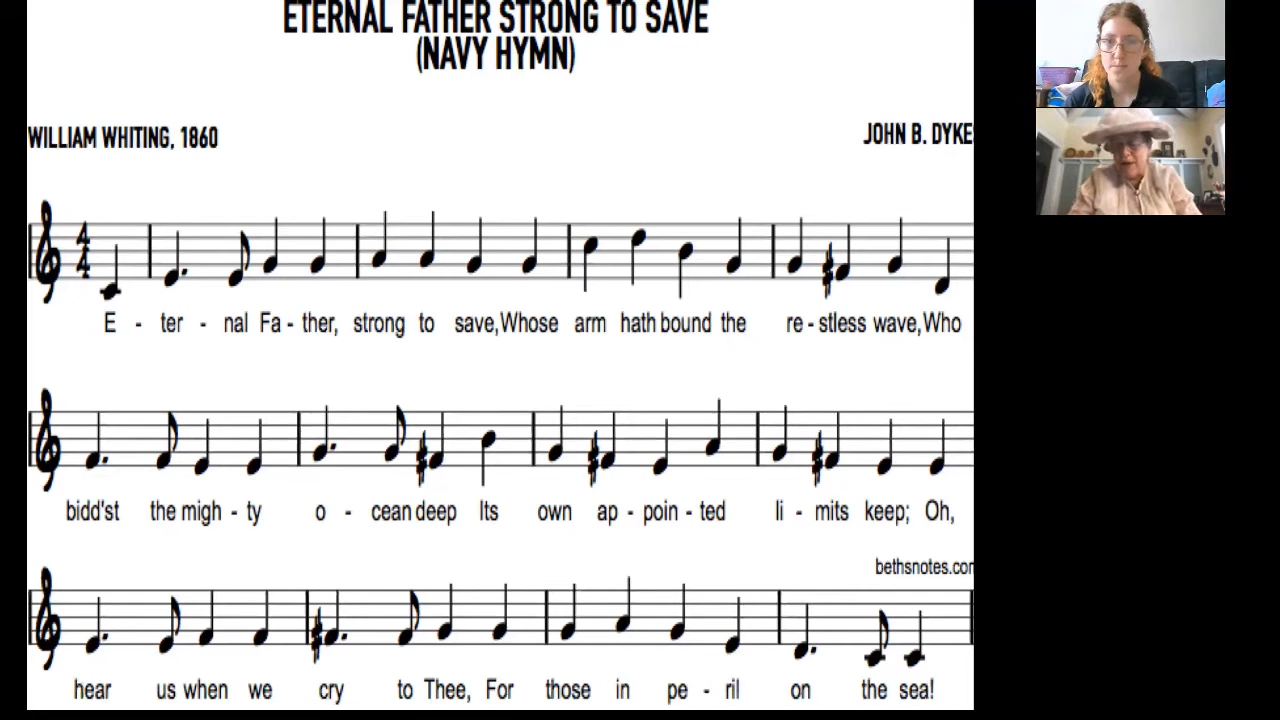 ETERNAL FATHER STRONG TO SAVE
(NAVY HYMN)
WILLIAM WHITING, 1860
JOHN B. DYKES
E - ter - nal Fa - ther, strong to save, Whose arm hath bound the re - stless wave, Who
bidd'st the migh - ty o - cean deep Its own ap - poin - ted li - mits keep; Oh,
bethsnotes.com
hear us when we cry to Thee, For those in pe - ril on the sea!